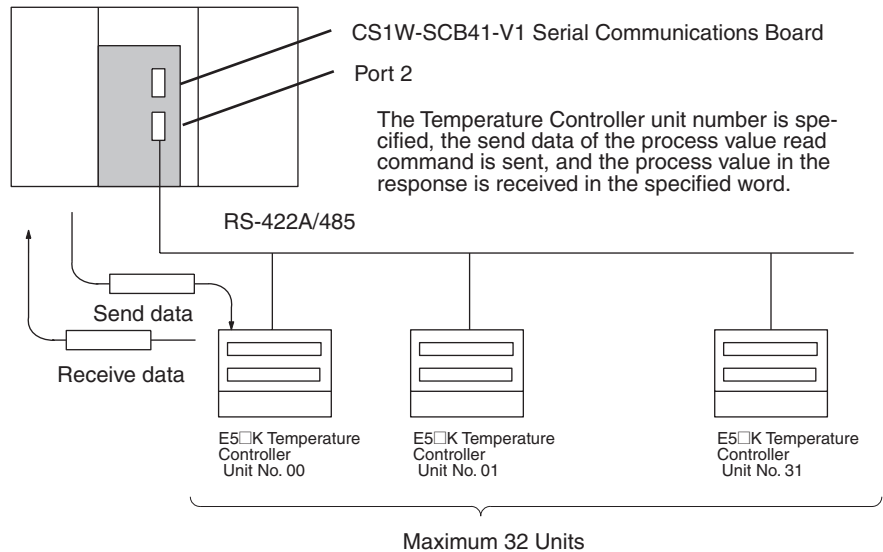 CS1W-SCB41-V1 Serial Communications Board
Port 2
The Temperature Controller unit number is spe-
cified, the send data of the process value read
command is sent, and the process value in the
response is received in the specified word.
RS-422A/485
Send data
Receive data
E5□K Temperature
Controller
Unit No. 00
E5□K Temperature
Controller
Unit No. 01
E5□K Temperature
Controller
Unit No. 31
Maximum 32 Units